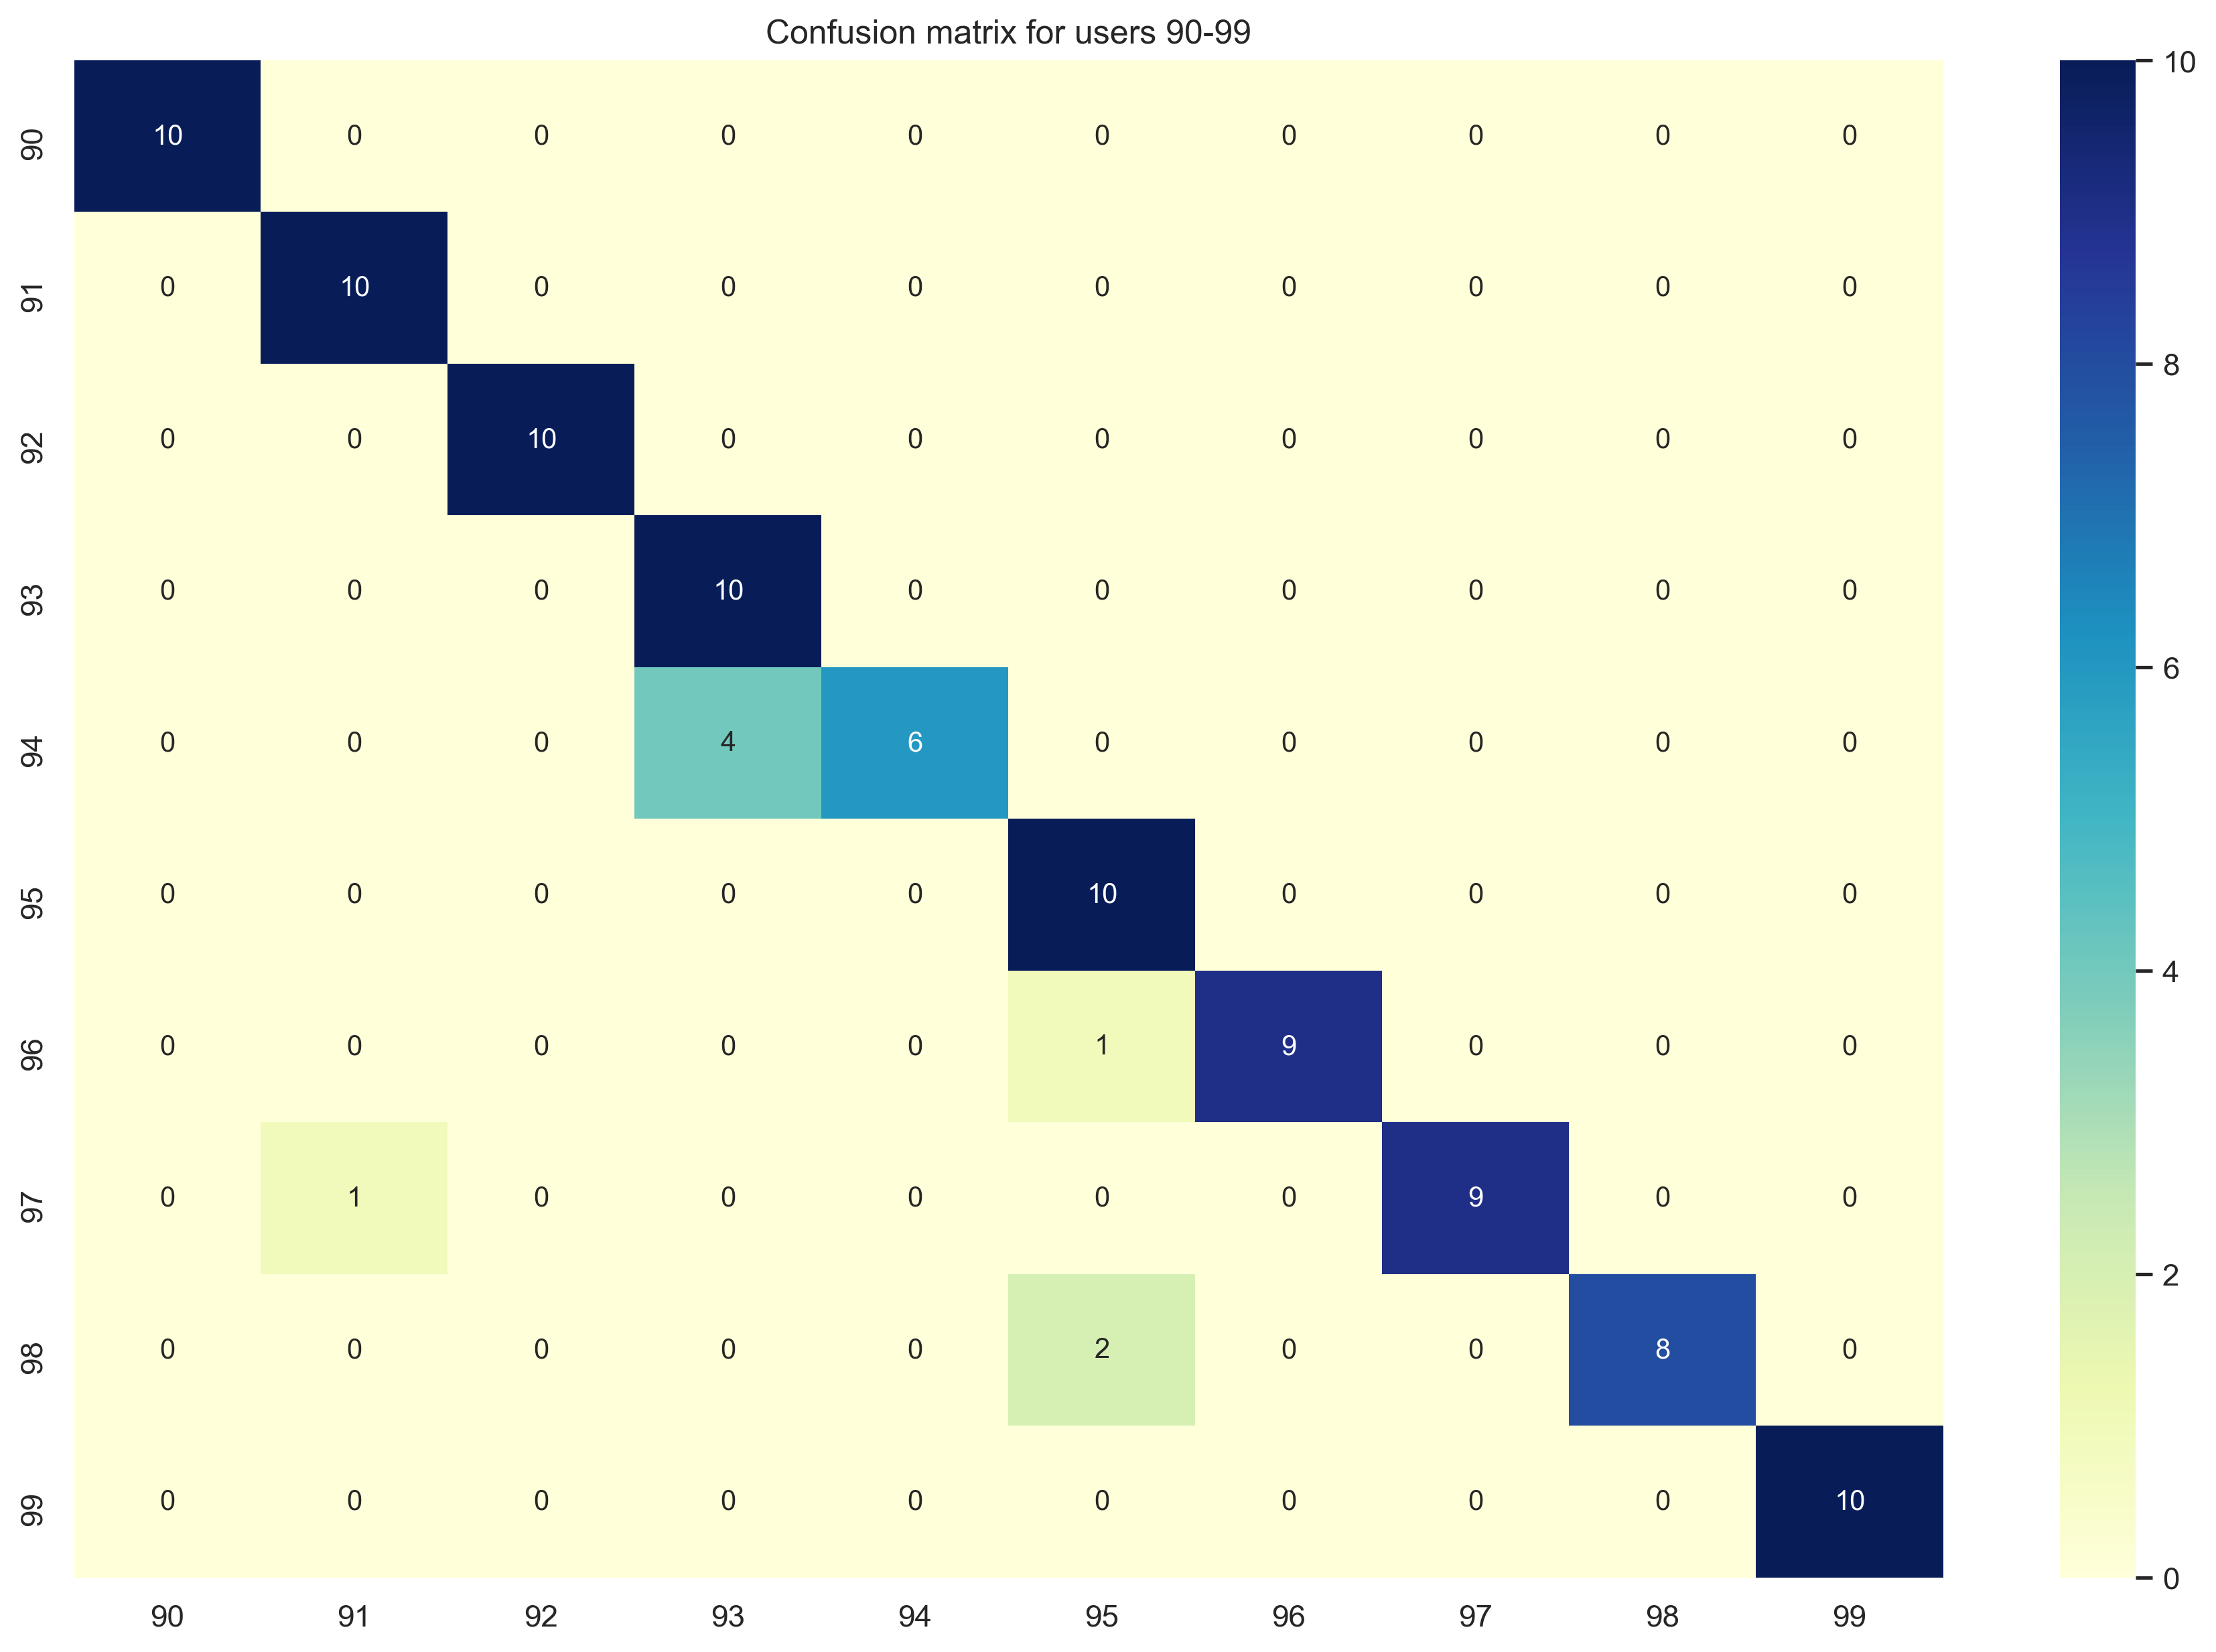 Confusion matrix for users 90-99
90 10 0 0 0 0 0 0 0 0 0
91 0 10 0 0 0 0 0 0 0 0
92 0 0 10 0 0 0 0 0 0 0
93 0 0 0 10 0 0 0 0 0 0
94 0 0 0 4 6 0 0 0 0 0
95 0 0 0 0 0 10 0 0 0 0
96 0 0 0 0 0 1 9 0 0 0
97 0 1 0 0 0 0 0 9 0 0
98 0 0 0 0 0 2 0 0 8 0
99 0 0 0 0 0 0 0 0 0 10
90 91 92 93 94 95 96 97 98 99
10
8
6
4
2
0